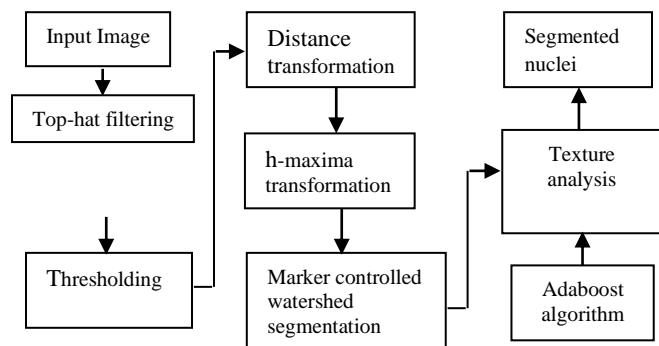 Input Image
Top-hat filtering
Thresholding
Distance
transformation
h-maxima
transformation
Marker controlled
watershed
segmentation
Segmented
nuclei
Texture
analysis
Adaboost
algorithm